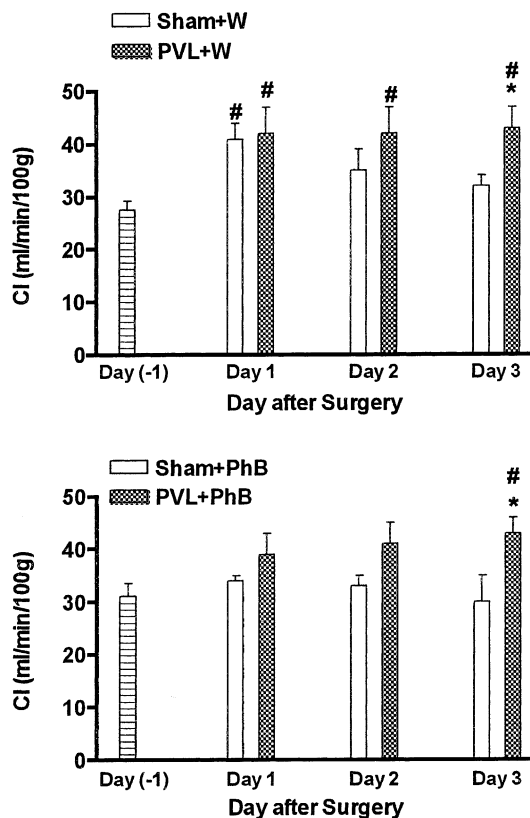 Sham+W
PVL+W
#
# # # *
50
40
30
20
10
0
CI (ml/min/100g)
Day (-1) Day 1 Day 2 Day 3
Day after Surgery
Sham+PhB
PVL+PhB
#
*
50
40
30
20
10
0
CI (ml/min/100g)
Day (-1) Day 1 Day 2 Day 3
Day after Surgery